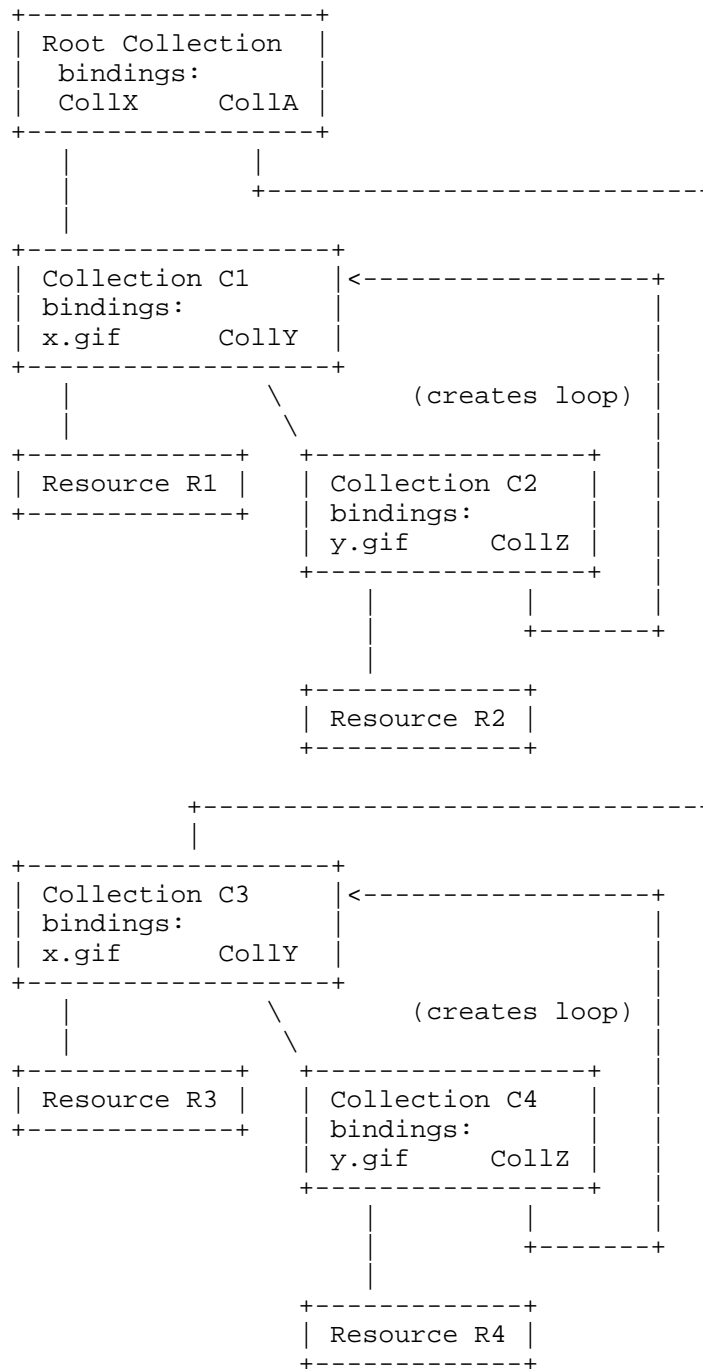 Root Collection
bindings:
CollX CollA
Collection C1
bindings:
x.gif CollY
(creates loop)
Resource R1
Collection C2
bindings:
y.gif CollZ
Resource R2
Collection C3
bindings:
x.gif CollY
(creates loop)
Resource R3
Collection C4
bindings:
y.gif CollZ
Resource R4